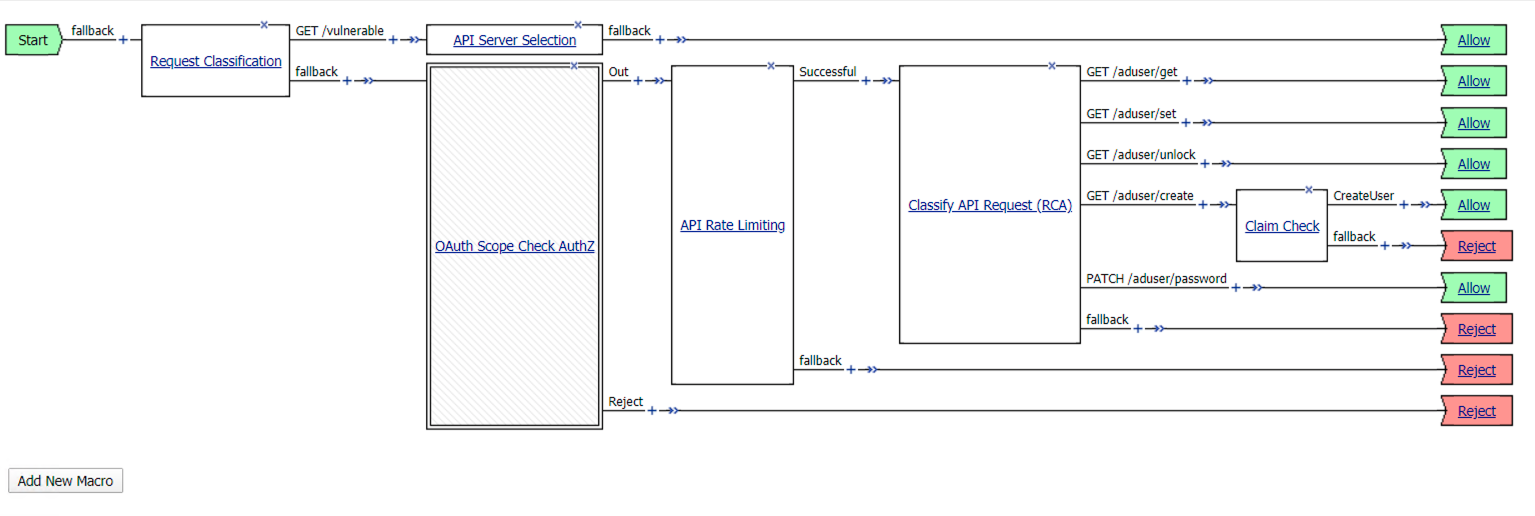 Start
fallback
Request Classification
GET /vulnerable
API Server Selection
fallback
Allow
fallback
OAuth Scope Check AuthZ
Out
API Rate Limiting
Successful
Classify API Request (RCA)
GET /aduser/get
Allow
GET /aduser/set
Allow
GET /aduser/unlock
Allow
GET /aduser/create
Claim Check
CreateUser
Allow
fallback
Reject
PATCH /aduser/password
Allow
fallback
Reject
fallback
Reject
Reject
Reject
Add New Macro